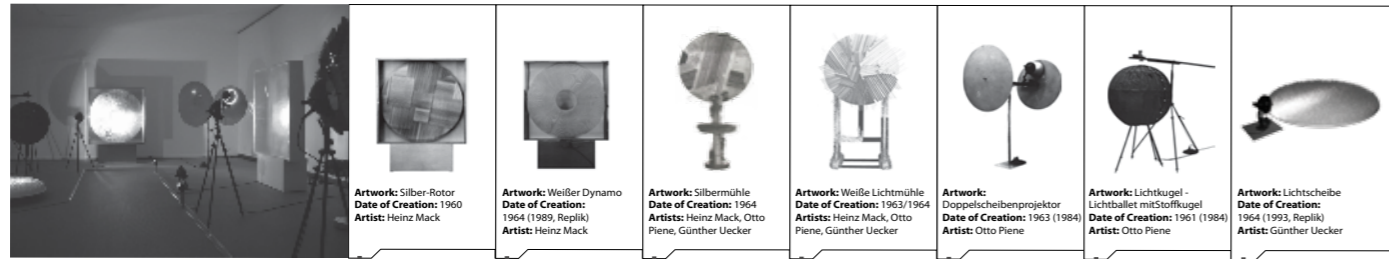 Artwork: Silber-Rotor
Date of Creation: 1960
Artist: Heinz Mack
Artwork: Weißer Dynamo
Date of Creation:
1964 (1989, Replik)
Artist: Heinz Mack
Artwork: Silbermühle
Date of Creation: 1964
Artists: Heinz Mack, Otto
Piene, Günther Uecker
Artwork: Weiße Lichtmühle
Date of Creation: 1963/1964
Artists: Heinz Mack, Otto
Piene, Günther Uecker
Artwork:
Doppelscheibenprojektor
Date of Creation: 1963 (1984)
Artist: Otto Piene
Artwork: Lichtkugel -
Lichtballet mitStoffkugel
Date of Creation: 1961 (1984)
Artist: Otto Piene
Artwork: Lichtscheibe
Date of Creation:
1964 (1993, Replik)
Artist: Günther Uecker